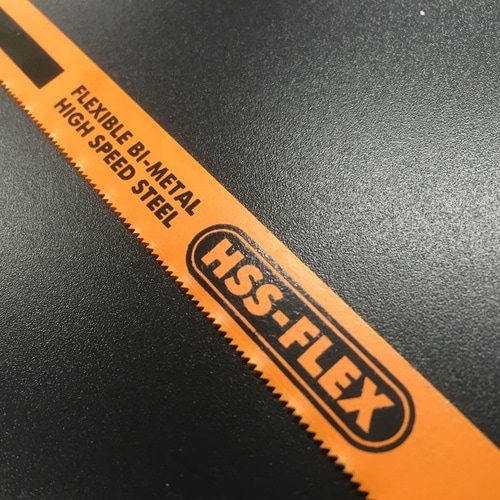 FLEXIBLE BI-METAL
HIGH SPEED STEEL
HSS-FLEX